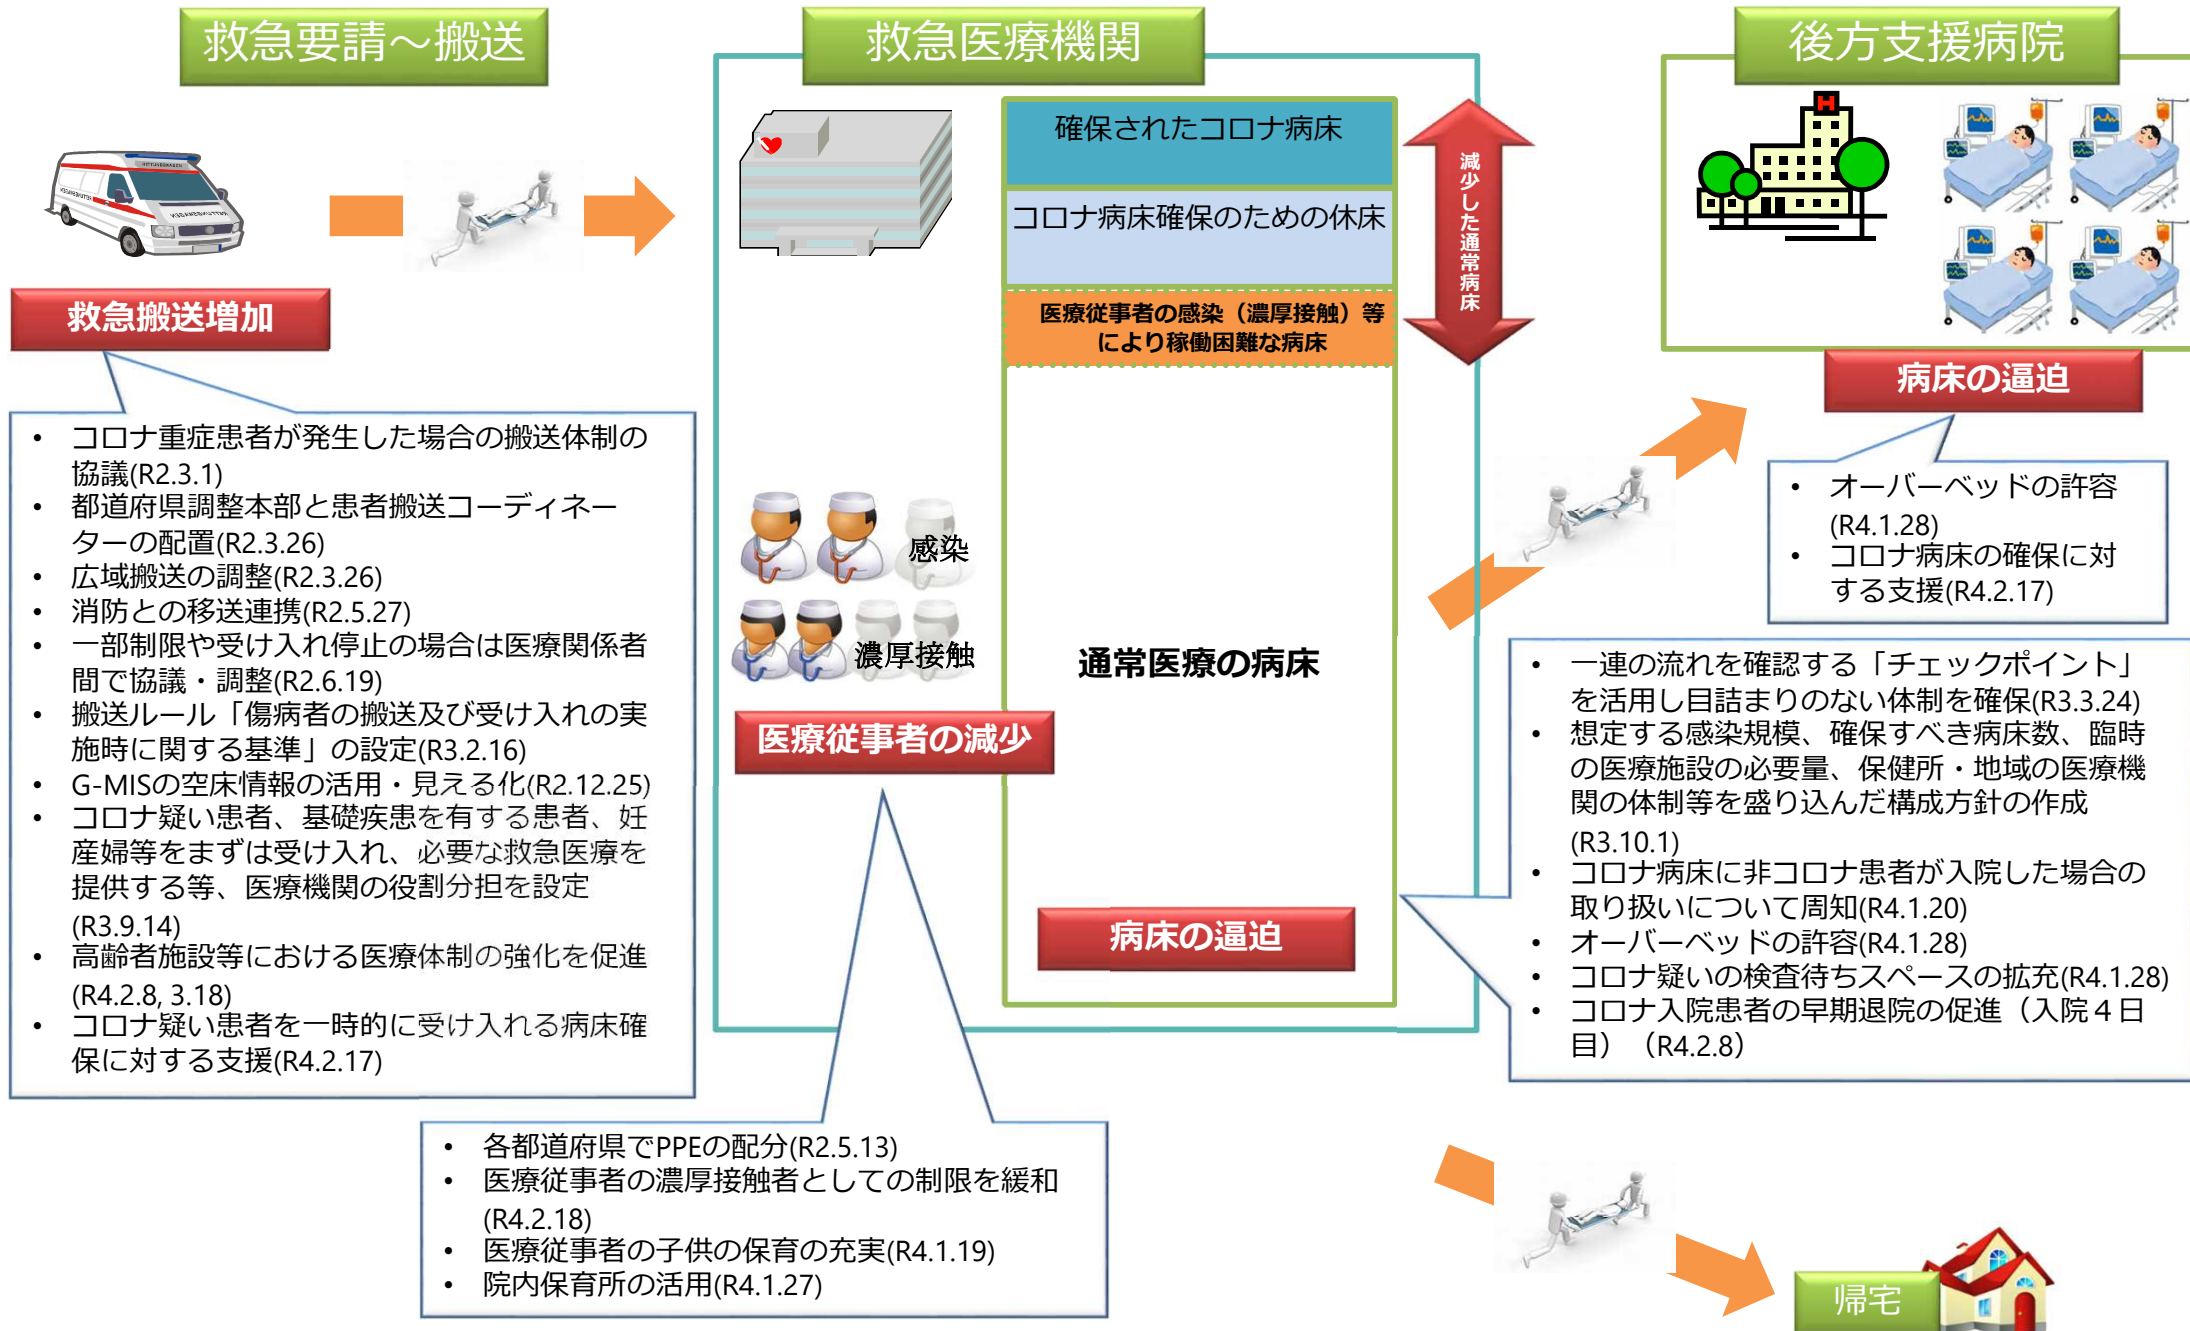 救急要請～搬送
救急搬送増加
• コロナ重症患者が発生した場合の搬送体制の
協議(R2.3.1)
• 都道府県調整本部と患者搬送コーディネー
ターの配置(R2.3.26)
• 広域搬送の調整(R2.3.26)
• 消防との移送連携(R2.5.27)
• 一部制限や受け入れ停止の場合は医療関係者
間で協議・調整(R2.6.19)
• 搬送ルール「傷病者の搬送及び受け入れの実
施時に関する基準」の設定(R3.2.16)
• G-MISの空床情報の活用・見える化(R2.12.25)
• コロナ疑い患者、基礎疾患を有する患者、妊
産婦等をまずは受け入れ、必要な救急医療を
提供する等、医療機関の役割分担を設定
(R3.9.14)
• 高齢者施設等における医療体制の強化を促進
(R4.2.8, 3.18)
• コロナ疑い患者を一時的に受け入れる病床確
保に対する支援(R4.2.17)
救急医療機関
確保されたコロナ病床
コロナ病床確保のための休床
医療従事者の感染（濃厚接触）等
により稼働困難な病床
減少した通常病床
感染
濃厚接触
医療従事者の減少
通常医療の病床
病床の逼迫
• 各都道府県でPPEの配分(R2.5.13)
• 医療従事者の濃厚接触者としての制限を緩和
(R4.2.18)
• 医療従事者の子供の保育の充実(R4.1.19)
• 院内保育所の活用(R4.1.27)
後方支援病院
H
病床の逼迫
• オーバーベッドの許容
(R4.1.28)
• コロナ病床の確保に対
する支援(R4.2.17)
• 一連の流れを確認する「チェックポイント」
を活用し目詰まりのない体制を確保(R3.3.24)
• 想定する感染規模、確保すべき病床数、臨時
の医療施設の必要量、保健所・地域の医療機
関の体制等を盛り込んだ構成方針の作成
(R3.10.1)
• コロナ病床に非コロナ患者が入院した場合の
取り扱いについて周知(R4.1.20)
• オーバーベッドの許容(R4.1.28)
• コロナ疑いの検査待ちスペースの拡充(R4.1.28)
• コロナ入院患者の早期退院の促進（入院４日
目）（R4.2.8）
帰宅